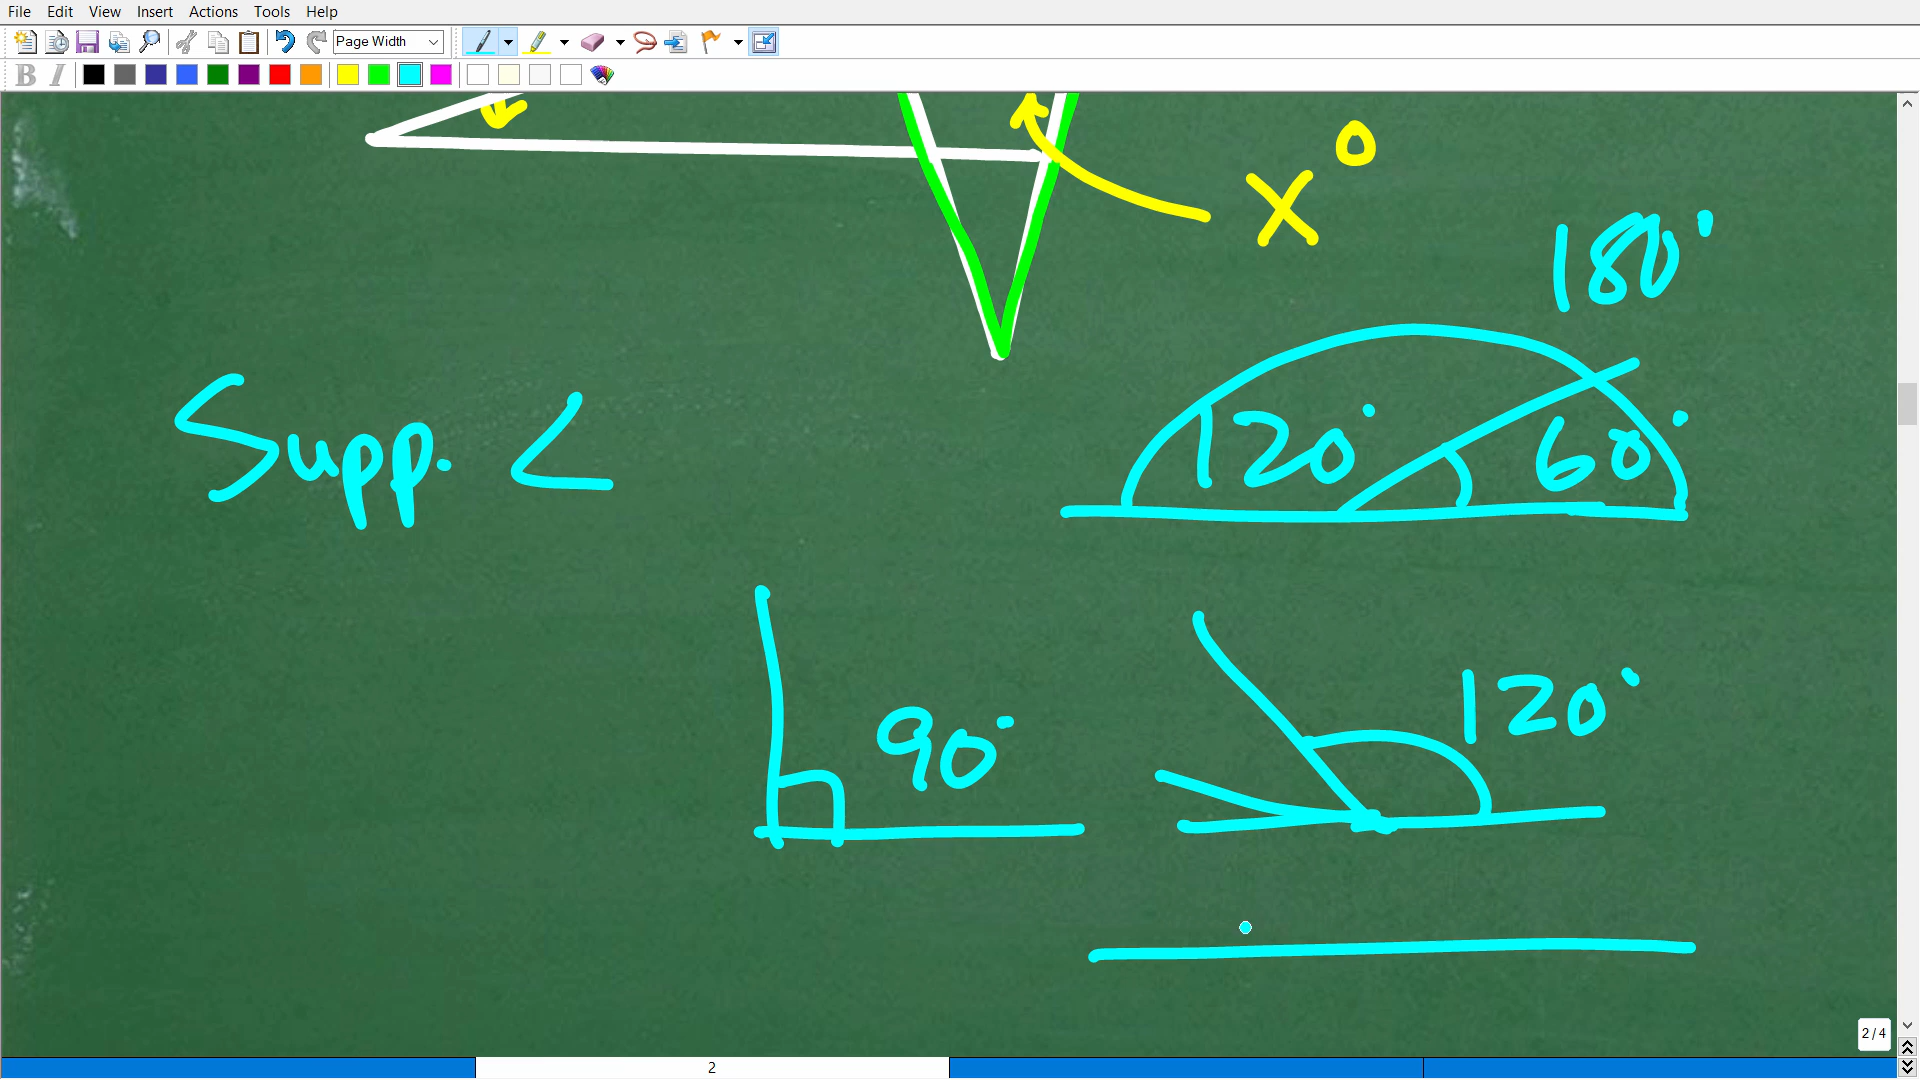 File Edit View Insert Actions Tools Help
Page Width
B I
x°
180°
Supp. <
120° 60°
90°
120°
2 / 4
2